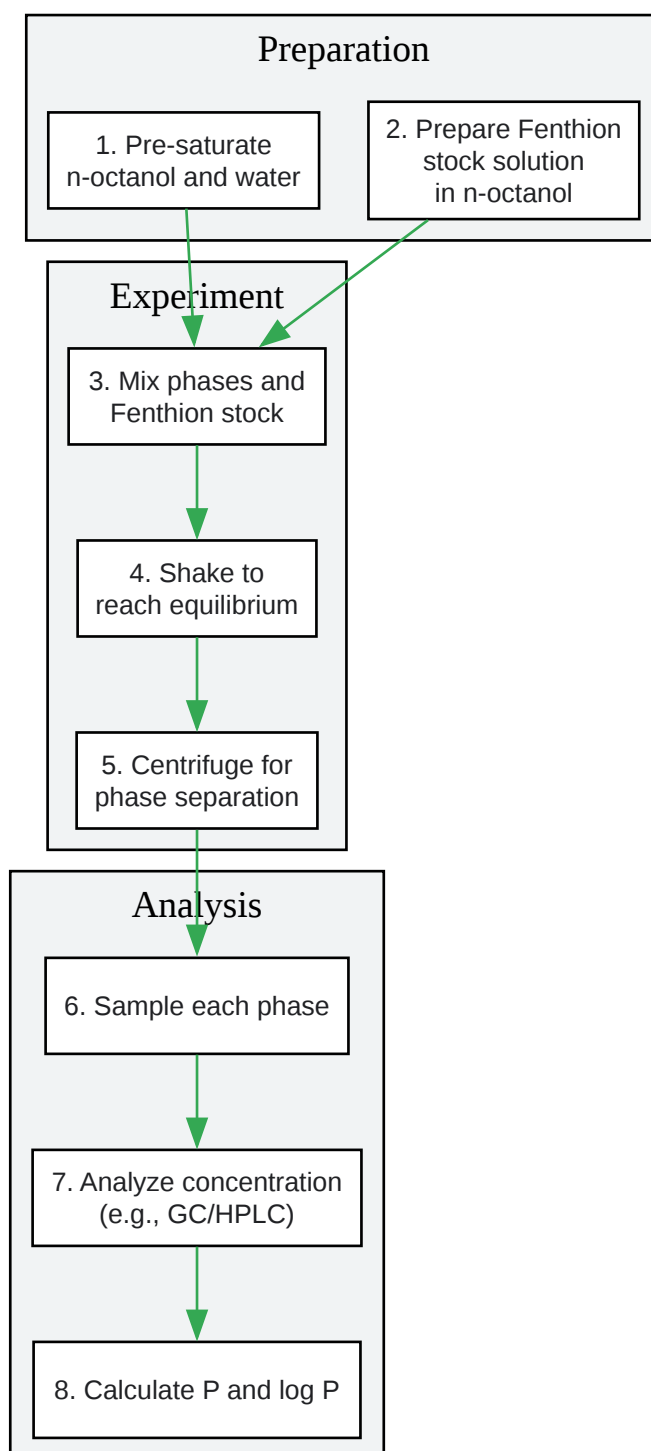 Preparation
1. Pre-saturate
n-octanol and water
2. Prepare Fenthion
stock solution
in n-octanol
Experiment
3. Mix phases and
Fenthion stock
4. Shake to
reach equilibrium
5. Centrifuge for
phase separation
Analysis
6. Sample each phase
7. Analyze concentration
(e.g., GC/HPLC)
8. Calculate P and log P